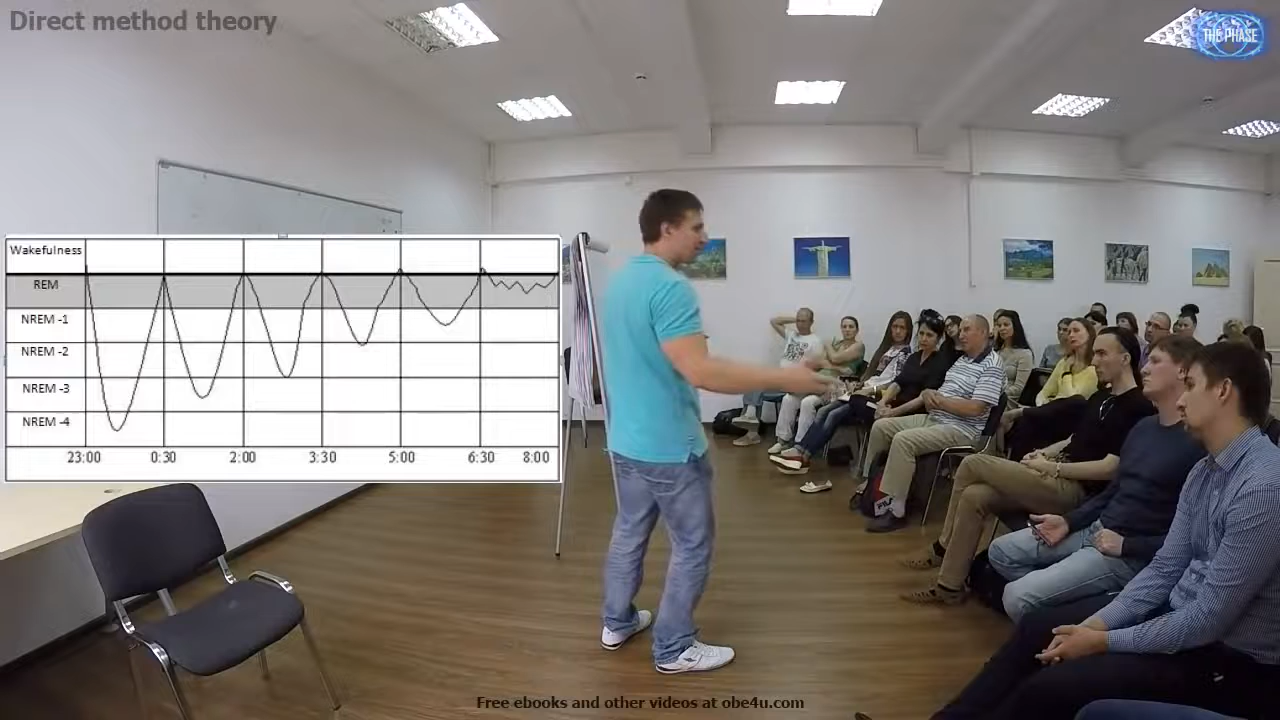 Direct method theory
THE PHASE
Wakefulness
REM
NREM -1
NREM -2
NREM -3
NREM -4
23:00 0:30 2:00 3:30 5:00 6:30 8:00
Free ebooks and other videos at obe4u.com